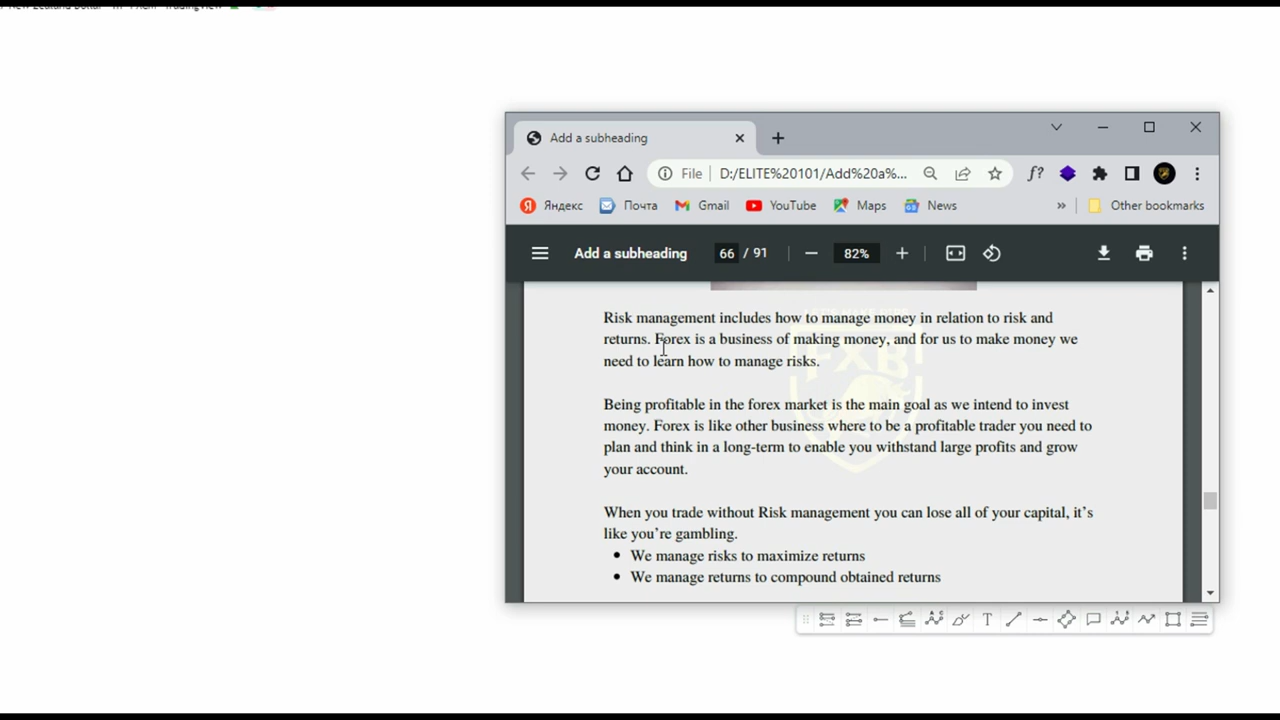 Add a subheading
File
D:/ELITE%20101/Add%20a%...
f?
Яндекс
Почта
Gmail
YouTube
Maps
News
»
Other bookmarks
Add a subheading
66 / 91
82%
Risk management includes how to manage money in relation to risk and
returns. Forex is a business of making money, and for us to make money we
need to learn how to manage risks.
Being profitable in the forex market is the main goal as we intend to invest
money. Forex is like other business where to be a profitable trader you need to
plan and think in a long-term to enable you withstand large profits and grow
your account.
When you trade without Risk management you can lose all of your capital, it's
like you're gambling.
• We manage risks to maximize returns
• We manage returns to compound obtained returns
FXB